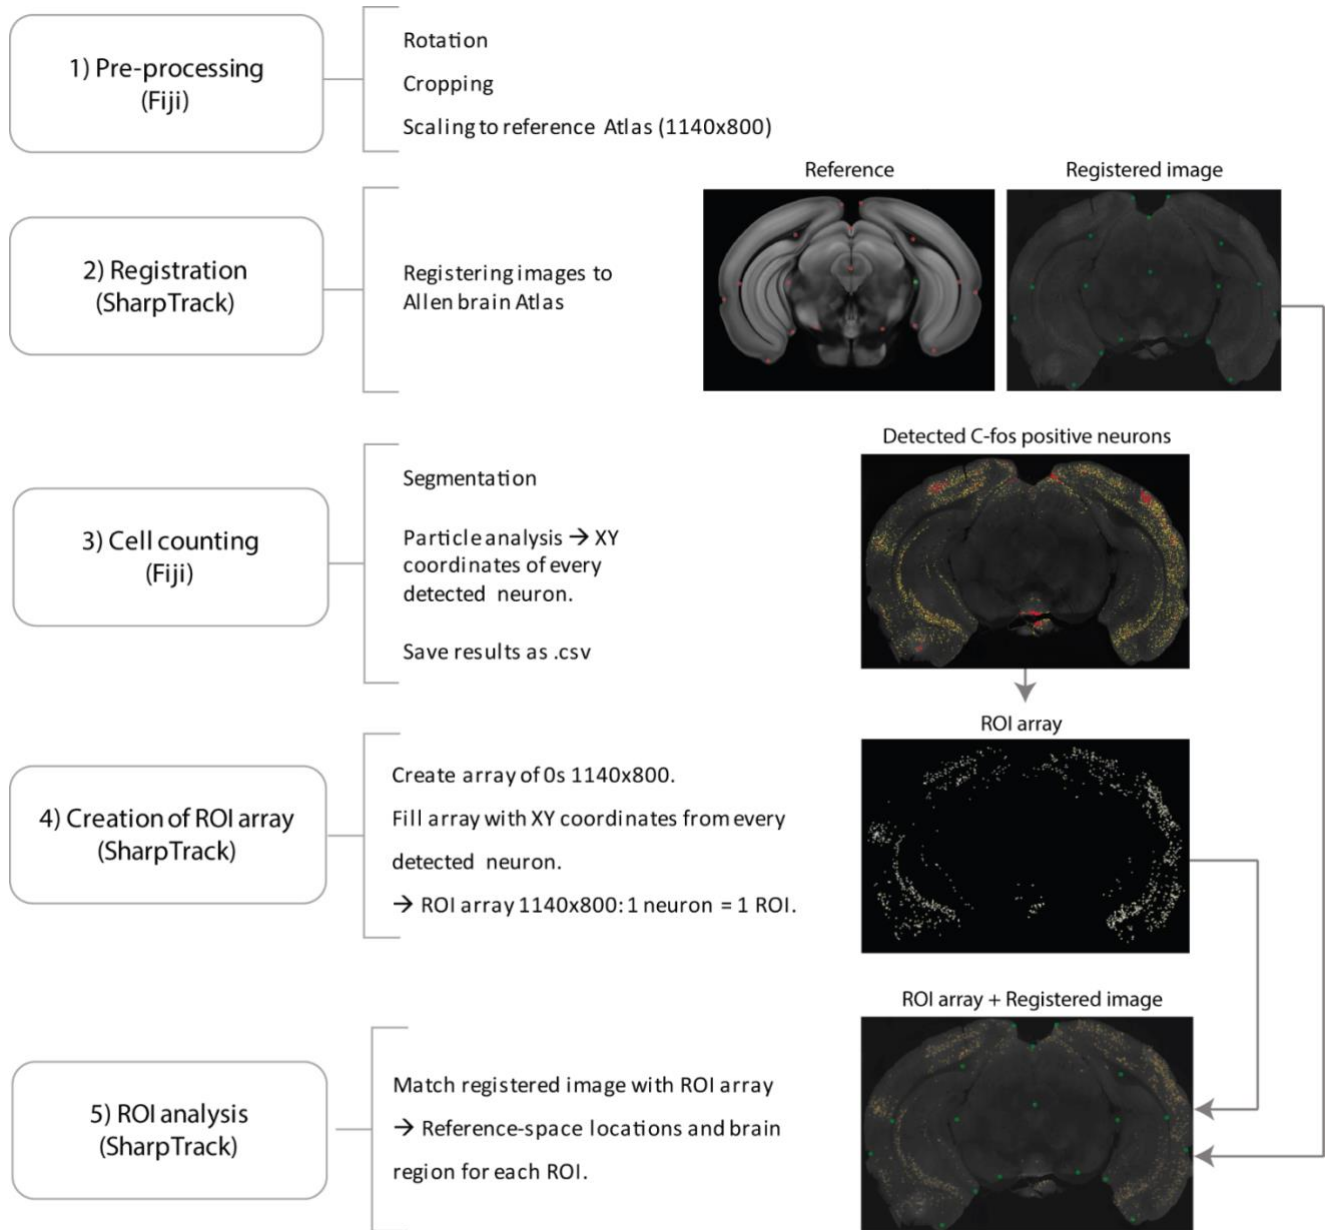 1) Pre-processing
(Fiji)
Rotation
Cropping
Scaling to reference Atlas (1140x800)
Reference
Registered image
2) Registration
(SharpTrack)
Registering images to
Allen brain Atlas
Detected C-fos positive neurons
3) Cell counting
(Fiji)
Segmentation
Particle analysis → XY
coordinates of every
detected neuron.
Save results as .csv
ROI array
4) Creation of ROI array
(SharpTrack)
Create array of 0s 1140x800.
Fill array with XY coordinates from every
detected neuron.
→ ROI array 1140x800: 1 neuron = 1 ROI.
ROI array + Registered image
5) ROI analysis
(SharpTrack)
Match registered image with ROI array
→ Reference-space locations and brain
region for each ROI.